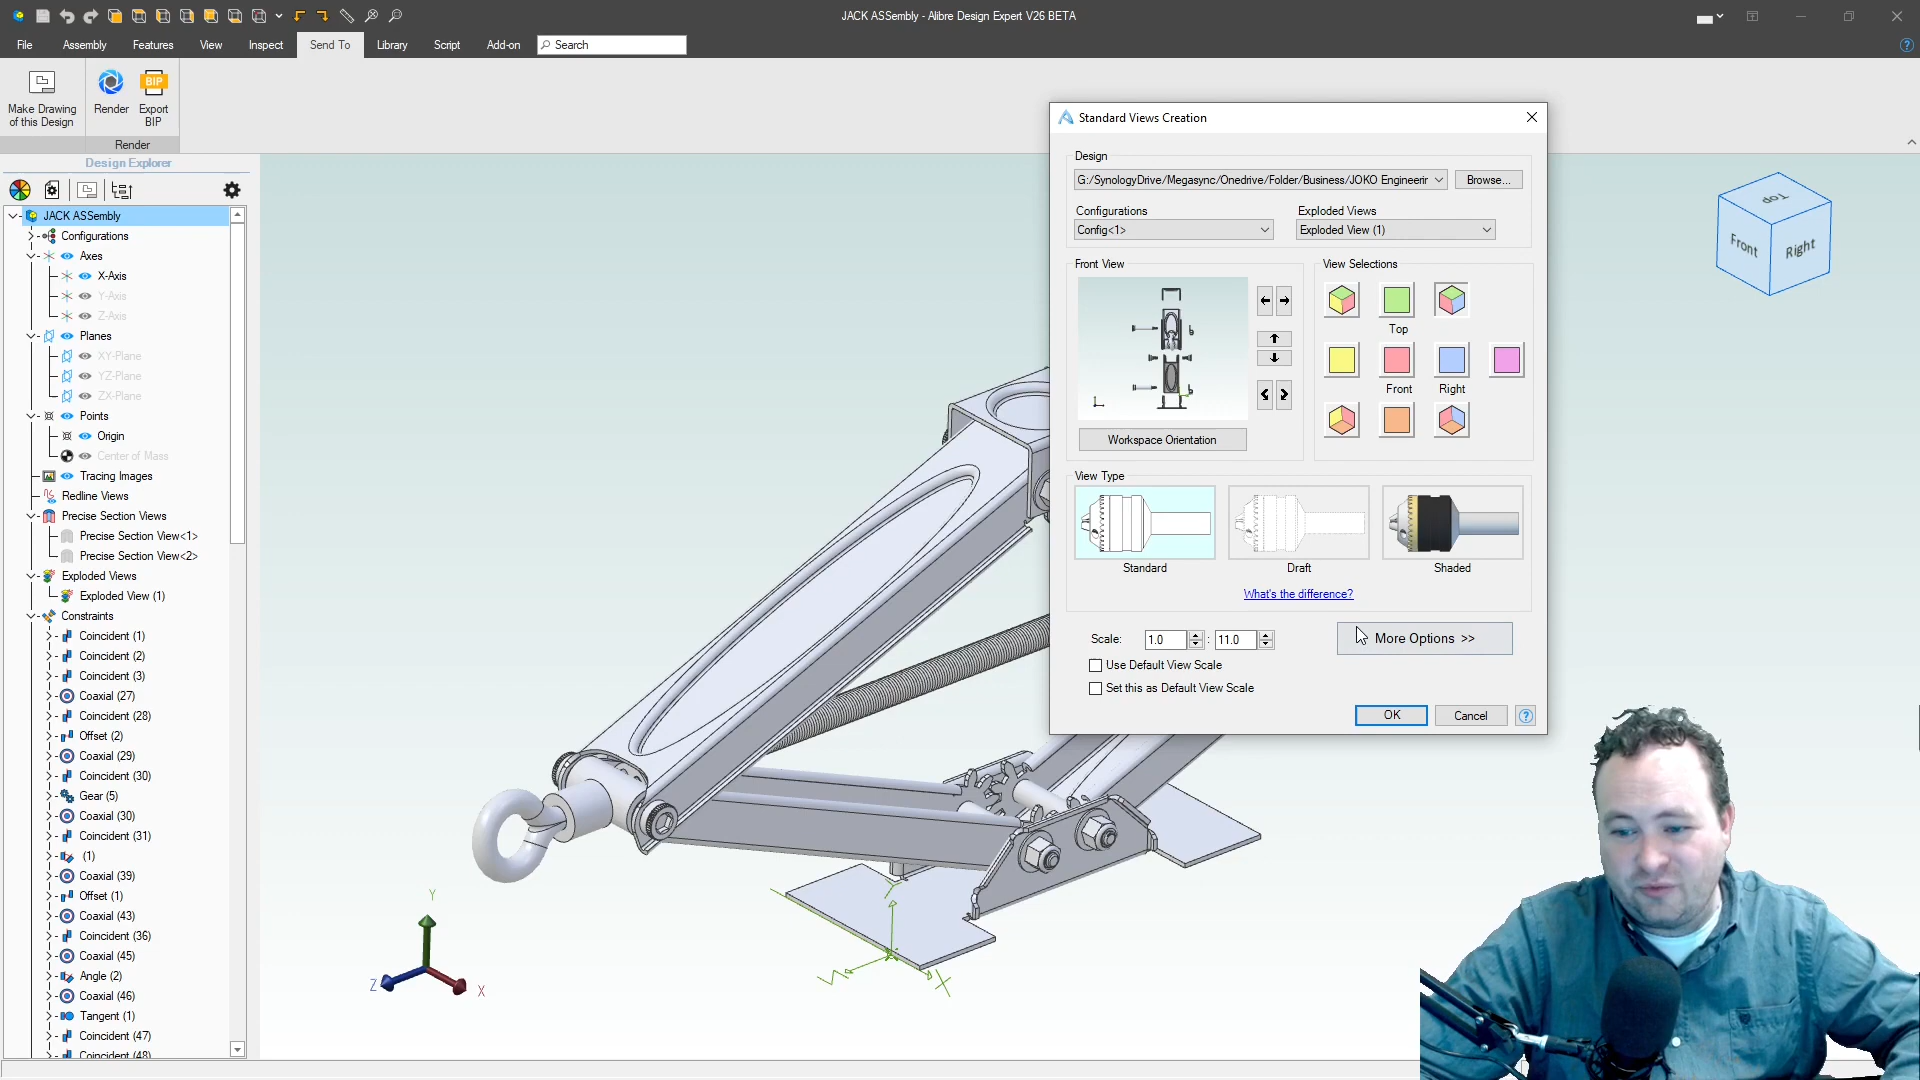 JACK ASSembly - Alibre Design Expert V26 BETA
File Assembly Features View Inspect Send To Library Script Add-on Search
Make Drawing
of this Design
Render
BIP
Export
BIP
Render
Design Explorer
JACK ASSembly
Configurations
Axes
X-Axis
Y-Axis
Z-Axis
Planes
XY-Plane
YZ-Plane
ZX-Plane
Points
Origin
Center of Mass
Tracing Images
Redline Views
Precise Section Views
Precise Section View<1>
Precise Section View<2>
Exploded Views
Exploded View (1)
Constraints
Coincident (1)
Coincident (2)
Coincident (3)
Coaxial (27)
Coincident (28)
Offset (2)
Coaxial (29)
Coincident (30)
Gear (5)
Coaxial (30)
Coincident (31)
(1)
Coaxial (39)
Offset (1)
Coaxial (43)
Coincident (36)
Coaxial (45)
Angle (2)
Coaxial (46)
Tangent (1)
Coincident (47)
Coincident (48)
Y
Z
X
Y
X
Top
Front
Right
Standard Views Creation
Design
G:/SynologyDrive/Megasync/Onedrive/Folder/Business/JOKO Engineerir
Browse...
Configurations
Exploded Views
Config<1>
Exploded View (1)
Front View
View Selections
Top
Front
Right
Workspace Orientation
View Type
Standard
Draft
Shaded
What's the difference?
Scale: 1.0 : 11.0
More Options >>
Use Default View Scale
Set this as Default View Scale
OK
Cancel
?